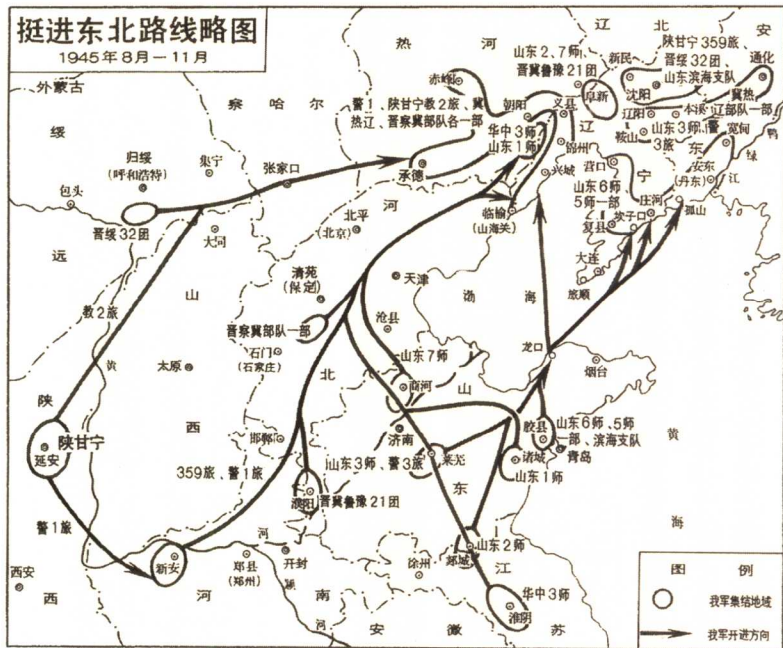 挺进东北路线略图
1945年8月—11月
外蒙古
绥
远
察哈尔
热河
辽北
安
东
辽
宁
赤峰
山东2、7师、
晋冀鲁豫21团
新民
陕甘宁359旅、
晋绥32团、
山东滨海支队
通化
阜新
沈阳
本溪
冀热
辽部队一部
辽阳
鞍山
山东3师、警
3旅
宽甸
鸭
绿
江
警1、陕甘宁教2旅、冀
热辽、晋察冀部队各一部
朝阳
义县
华中3师
山东1师
锦州
营口
安东
(丹东)
兴城
山东6师
5师一部
庄河
孤山
复县
大连
旅顺
归绥
(呼和浩特)
集宁
张家口
承德
包头
晋绥32团
大同
北平
(北京)
河
北
临榆
(山海关)
清苑
(保定)
天津
渤海
教2旅
山
西
黄
晋察冀部队一部
沧县
石门
(石家庄)
太原
龙口
烟台
山东7师
商河
山
东
陕
西
陕甘宁
延安
邯郸
济南
胶县
山东6师、5师
一部、滨海支队
青岛
黄
海
359旅、警1旅
山东3师、警3旅
莱芜
诸城
山东1师
濮阳
晋冀鲁豫21团
警1旅
新安
郑县
(郑州)
开封
河
山东2师
郯城
徐州
西安
河南
安徽
江
苏
华中3师
淮阴
图例
我军集结地域
我军开进方向